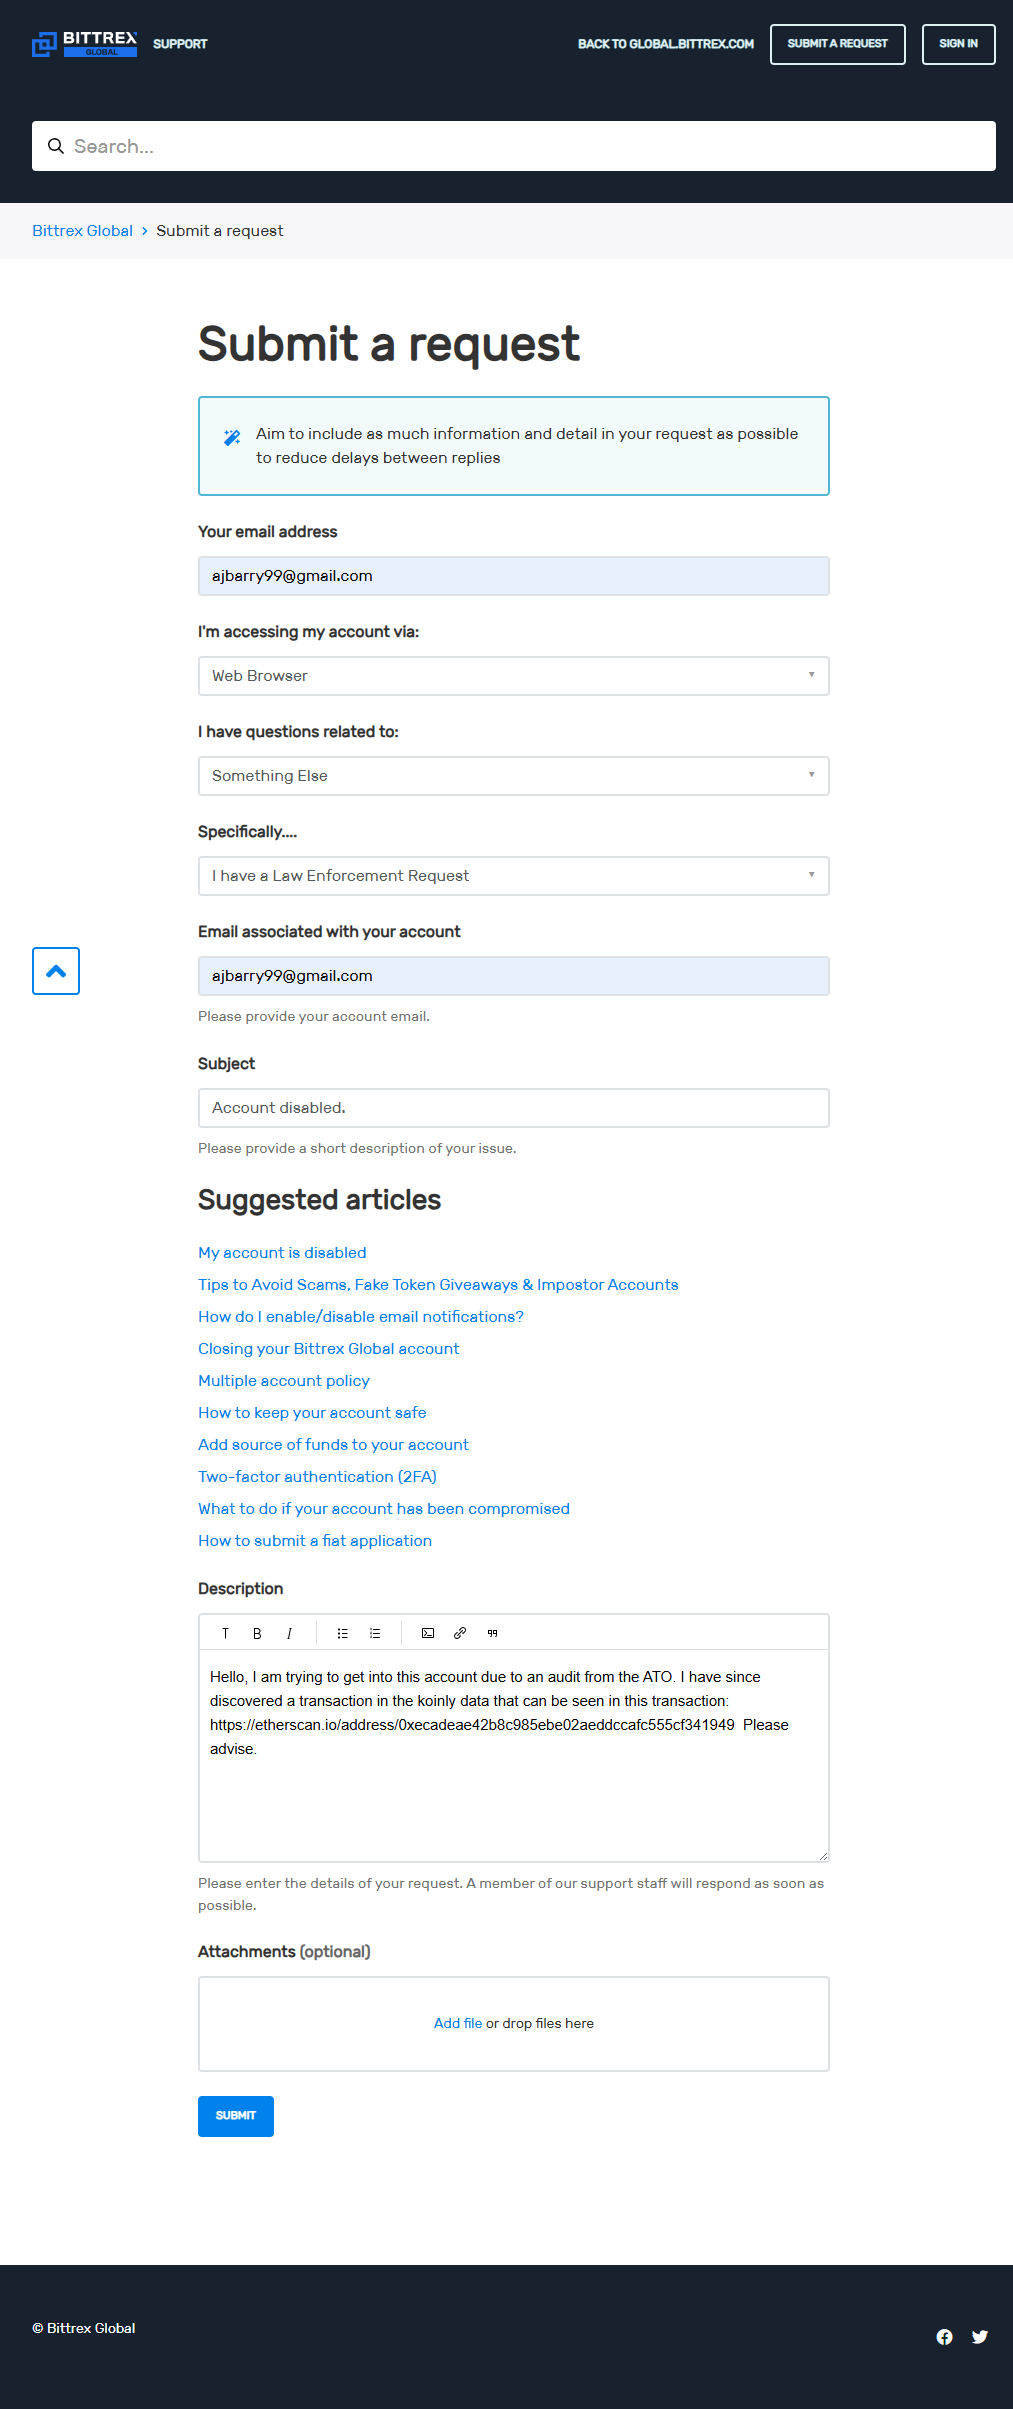 BITTREX
GLOBAL
SUPPORT
BACK TO GLOBAL.BITTREX.COM
SUBMIT A REQUEST
SIGN IN
Search...
Bittrex Global › Submit a request
Submit a request
Aim to include as much information and detail in your request as possible
to reduce delays between replies
Your email address
ajbarry99@gmail.com
I'm accessing my account via:
Web Browser
I have questions related to:
Something Else
Specifically....
I have a Law Enforcement Request
Email associated with your account
ajbarry99@gmail.com
Please provide your account email.
Subject
Account disabled.
Please provide a short description of your issue.
Suggested articles
My account is disabled
Tips to Avoid Scams, Fake Token Giveaways & Impostor Accounts
How do I enable/disable email notifications?
Closing your Bittrex Global account
Multiple account policy
How to keep your account safe
Add source of funds to your account
Two-factor authentication (2FA)
What to do if your account has been compromised
How to submit a fiat application
Description
T B I
Hello, I am trying to get into this account due to an audit from the ATO. I have since
discovered a transaction in the koinly data that can be seen in this transaction:
https://etherscan.io/address/0xecadeae42b8c985ebe02aeddccafc555cf341949  Please
advise.
Please enter the details of your request. A member of our support staff will respond as soon as
possible.
Attachments (optional)
Add file or drop files here
SUBMIT
© Bittrex Global